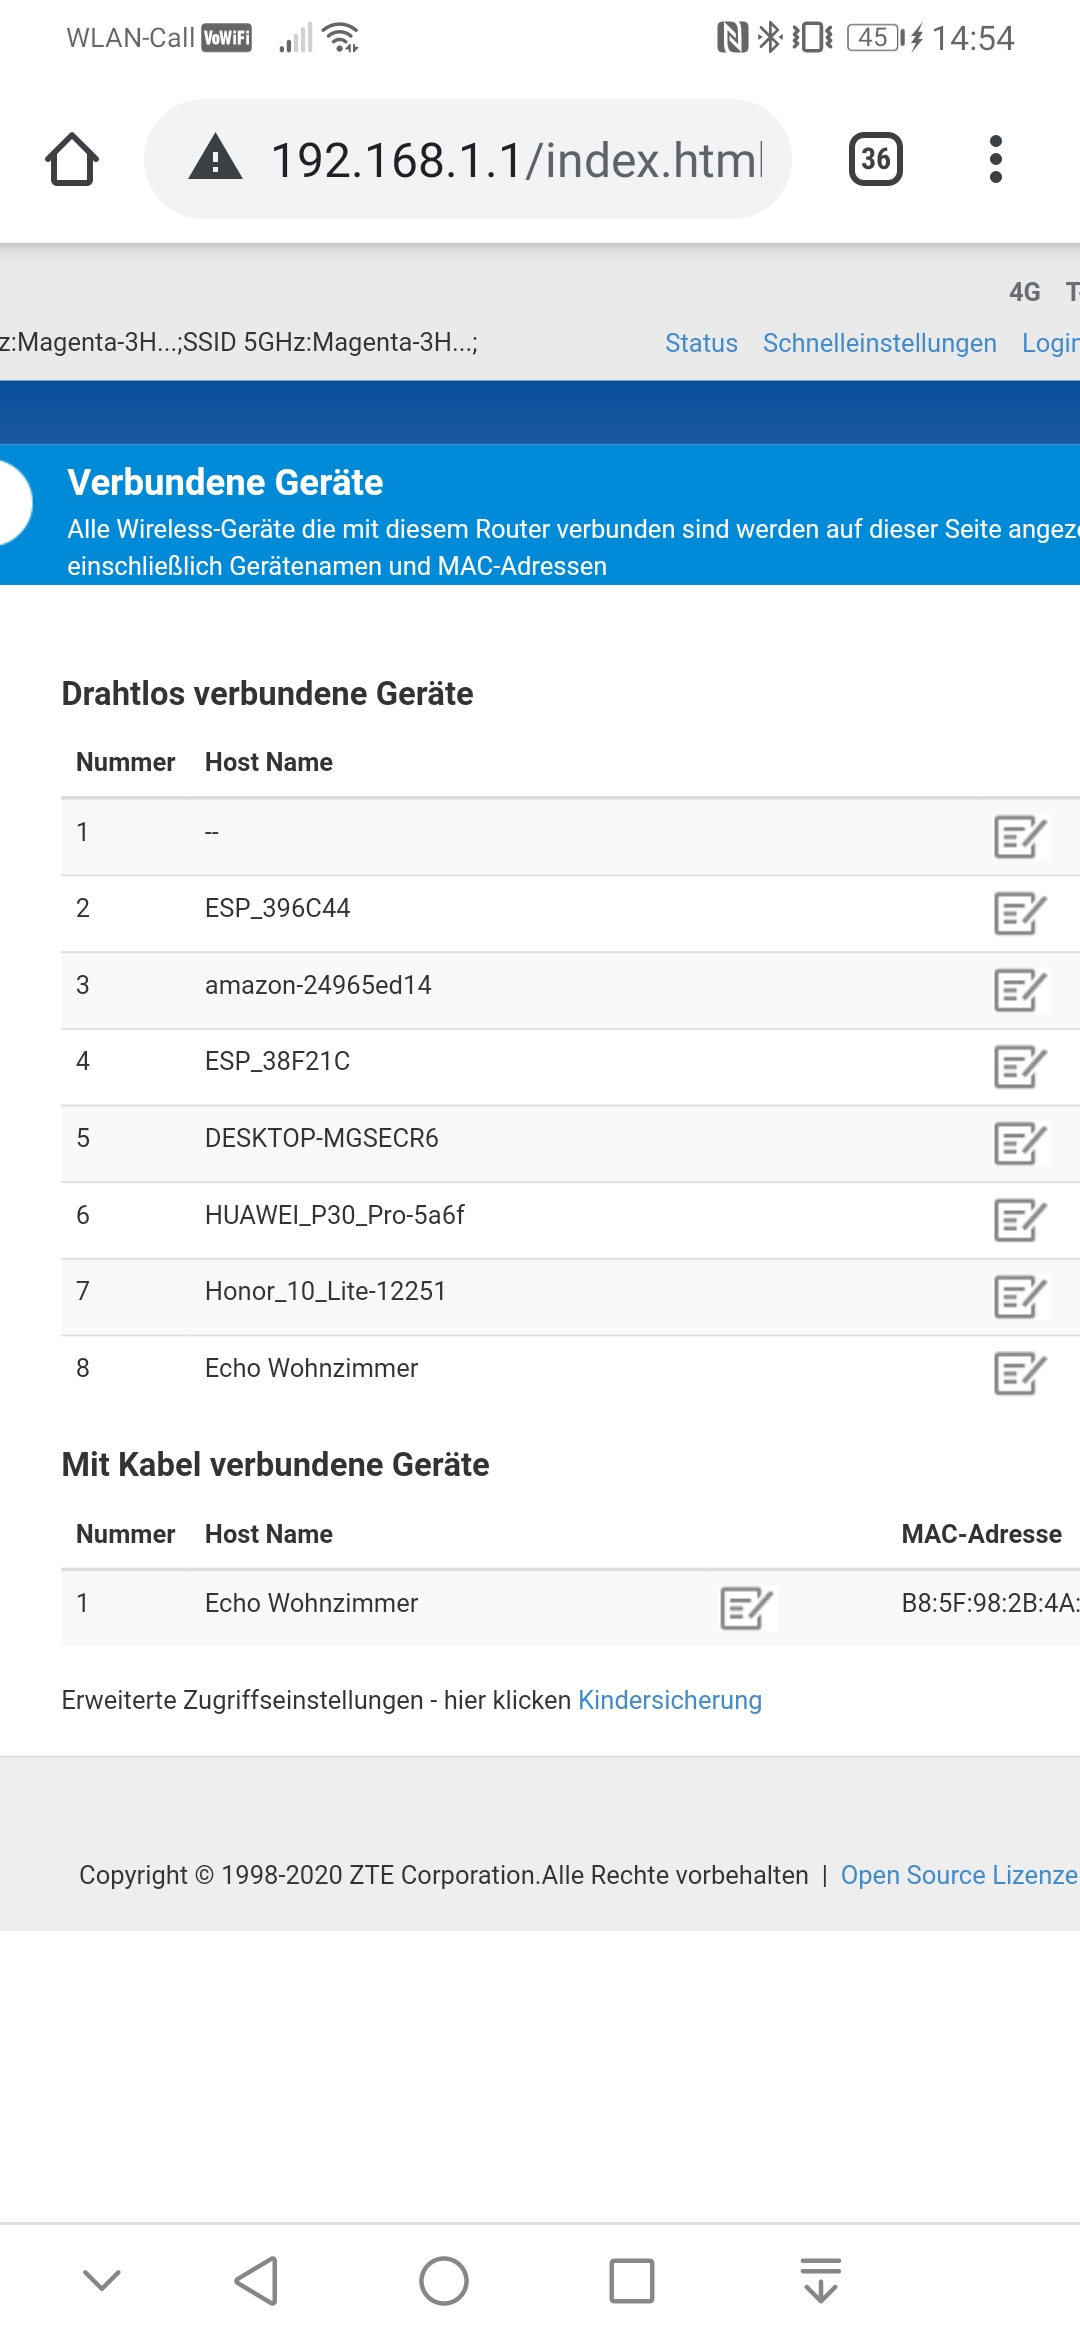 WLAN-Call VoWiFi 45 14:54
192.168.1.1/index.html 36
4G
z:Magenta-3H...;SSID 5GHz:Magenta-3H...; Status Schnelleinstellungen Login
Verbundene Geräte
Alle Wireless-Geräte die mit diesem Router verbunden sind werden auf dieser Seite angeze
einschließlich Gerätenamen und MAC-Adressen
Drahtlos verbundene Geräte
Nummer Host Name
1 --
2 ESP_396C44
3 amazon-24965ed14
4 ESP_38F21C
5 DESKTOP-MGSECR6
6 HUAWEI_P30_Pro-5a6f
7 Honor_10_Lite-12251
8 Echo Wohnzimmer
Mit Kabel verbundene Geräte
Nummer Host Name MAC-Adresse
1 Echo Wohnzimmer B8:5F:98:2B:4A:
Erweiterte Zugriffseinstellungen - hier klicken Kindersicherung
Copyright © 1998-2020 ZTE Corporation.Alle Rechte vorbehalten | Open Source Lizenze